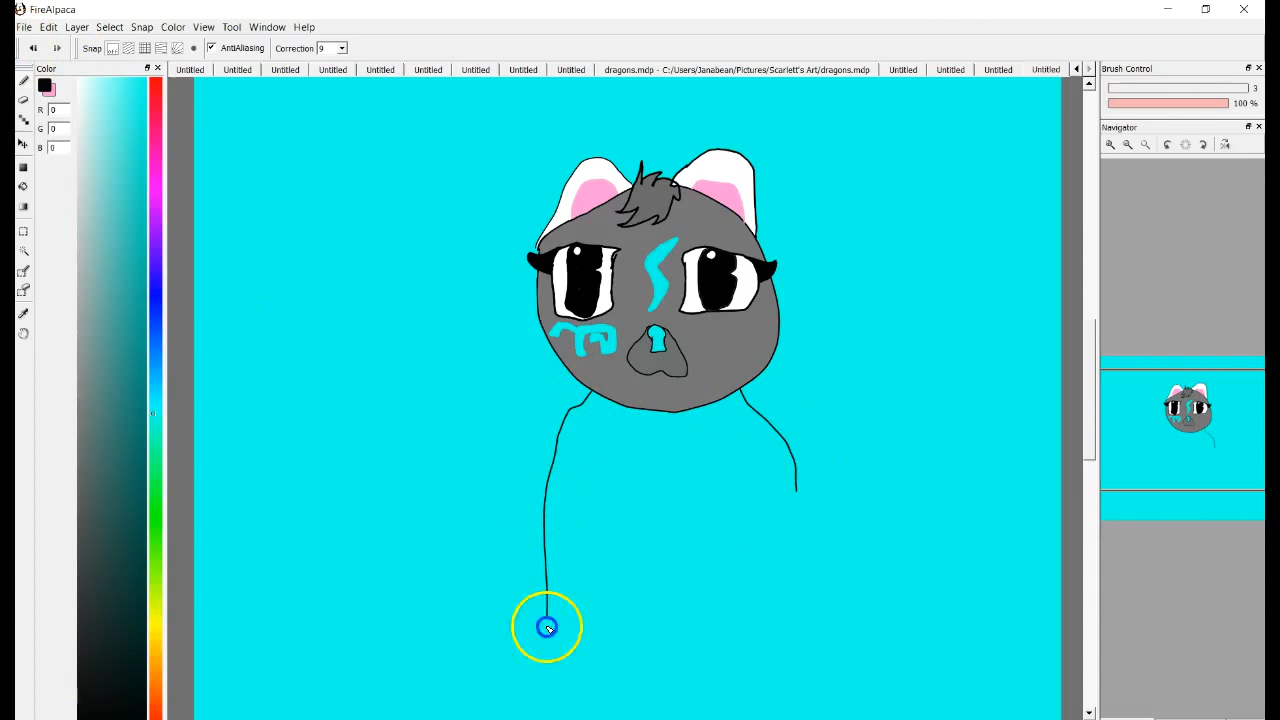 FireAlpaca
File Edit Layer Select Snap Color View Tool Window Help
Snap OFF AntiAliasing Correction 9
Color
Untitled Untitled Untitled Untitled Untitled Untitled Untitled Untitled Untitled dragons.mdp - C:/Users/Janabean/Pictures/Scarlett's Art/dragons.mdp Untitled Untitled Untitled Untitled
Brush Control
R 0
G 0
B 0
3
100 %
Navigator